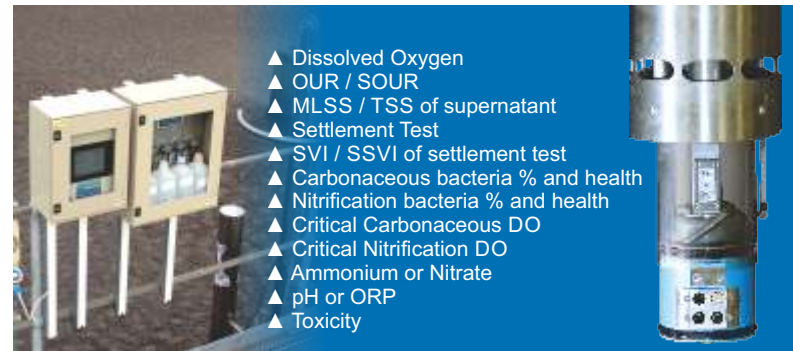 ▲ Dissolved Oxygen
▲ OUR / SOUR
▲ MLSS / TSS of supernatant
▲ Settlement Test
▲ SVI / SSVI of settlement test
▲ Carbonaceous bacteria % and health
▲ Nitrification bacteria % and health
▲ Critical Carbonaceous DO
▲ Critical Nitrification DO
▲ Ammonium or Nitrate
▲ pH or ORP
▲ Toxicity